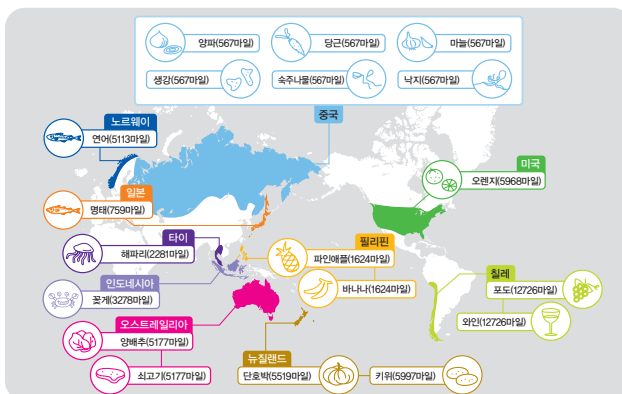 양파(567마일)
당근(567마일)
마늘(567마일)
생강(567마일)
숙주나물(567마일)
낙지(567마일)
중국
노르웨이
연어(5113마일)
미국
오렌지(5968마일)
일본
명태(759마일)
타이
해파리(2281마일)
필리핀
파인애플(1624마일)
바나나(1624마일)
인도네시아
꽃게(3278마일)
칠레
포도(12726마일)
와인(12726마일)
오스트레일리아
양배추(5177마일)
쇠고기(5177마일)
뉴질랜드
단호박(5519마일)
키위(5997마일)